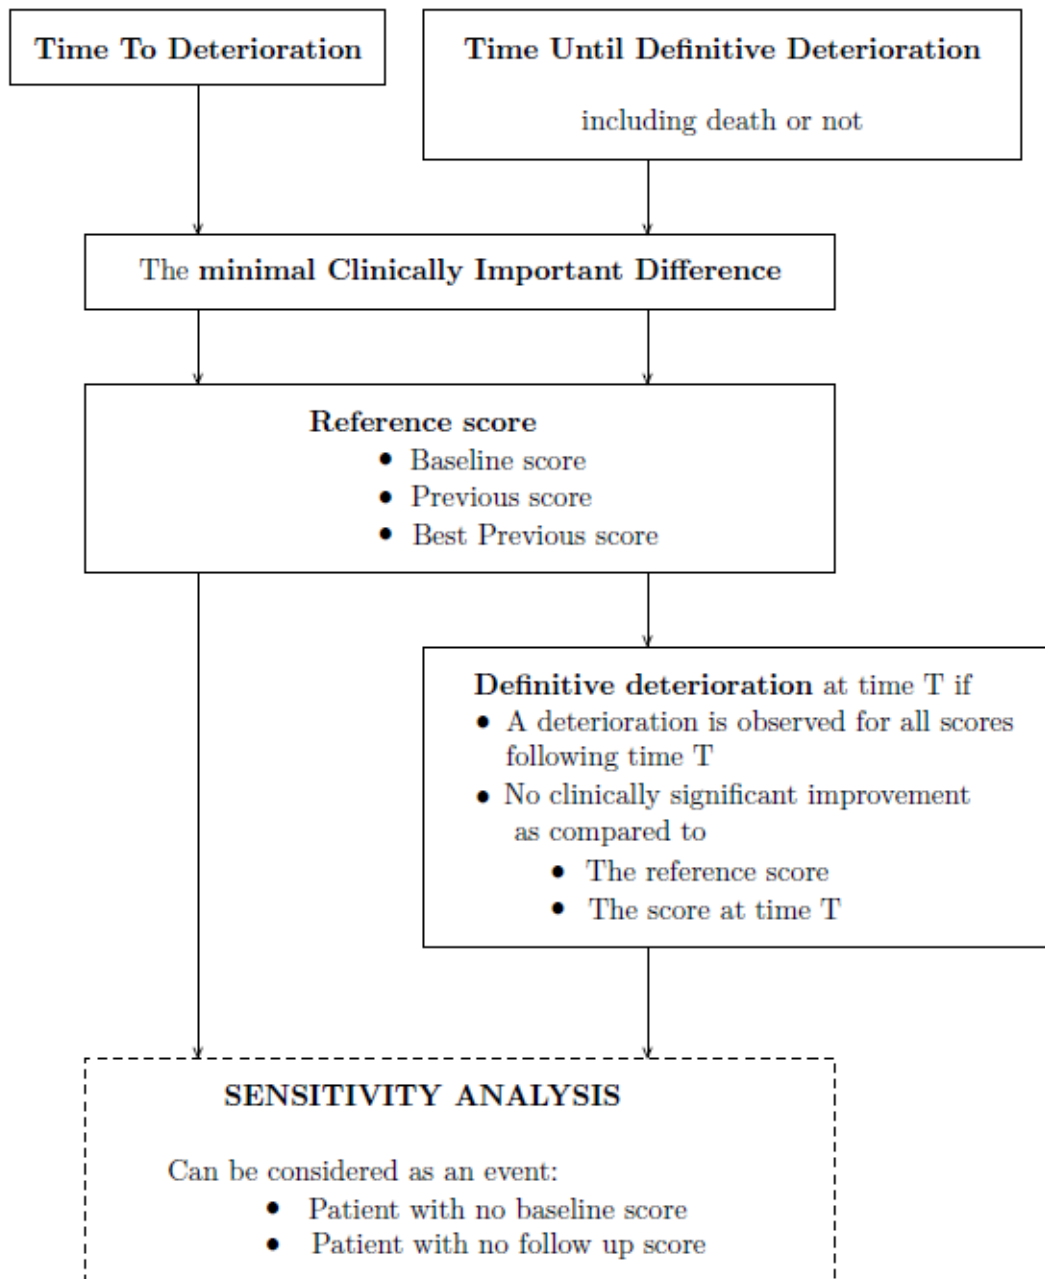 Time To Deterioration
Time Until Definitive Deterioration
including death or not
The minimal Clinically Important Difference
Reference score
• Baseline score
• Previous score
• Best Previous score
Definitive deterioration at time T if
• A deterioration is observed for all scores
following time T
• No clinically significant improvement
as compared to
• The reference score
• The score at time T
SENSITIVITY ANALYSIS
Can be considered as an event:
• Patient with no baseline score
• Patient with no follow up score